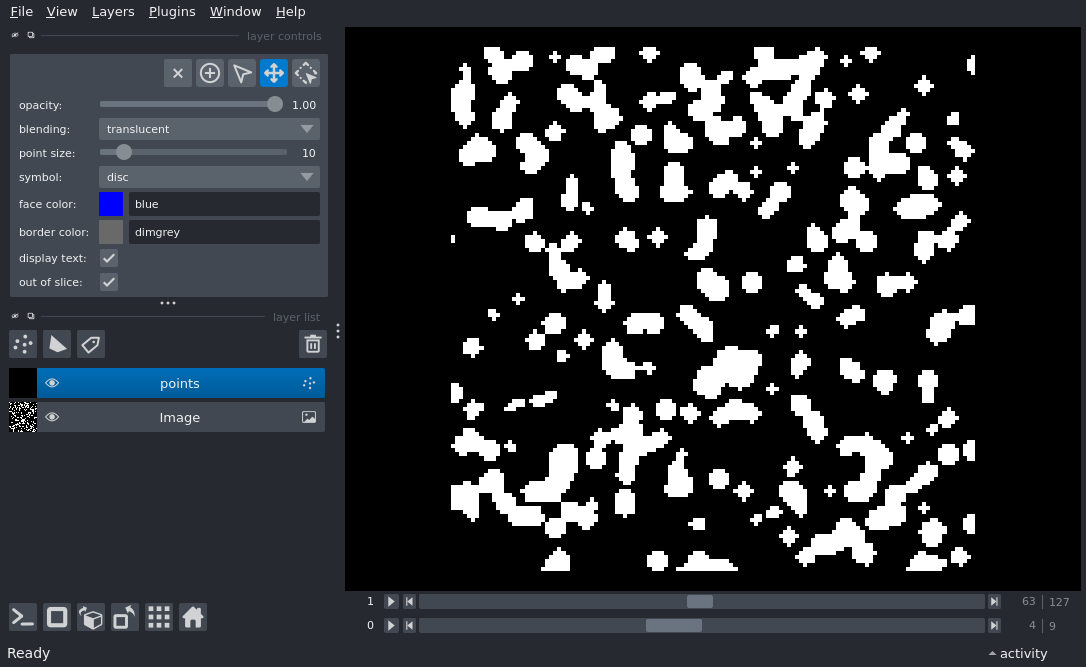 File View Layers Plugins Window Help
layer controls
opacity: 1.00
blending: translucent
point size: 10
symbol: disc
face color: blue
border color: dimgrey
display text:
out of slice:
layer list
points
Image
1 63 127
0 4 9
Ready activity